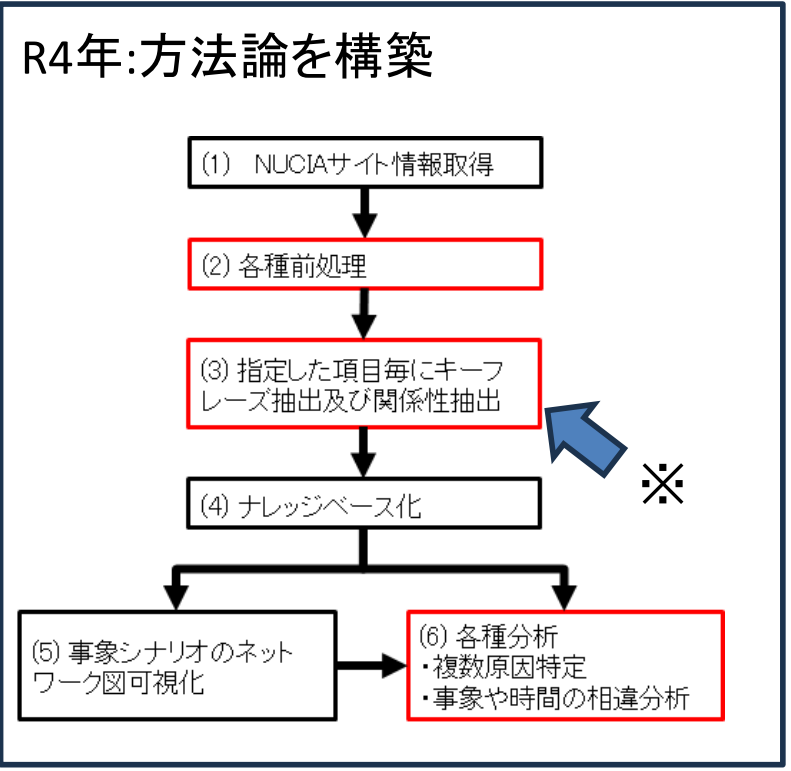 R4年:方法論を構築
(1)　NUCIAサイト情報取得
(2) 各種前処理
(3) 指定した項目毎にキーフ
レーズ抽出及び関係性抽出
※
(4) ナレッジベース化
(5) 事象シナリオのネット
ワーク図可視化
(6) 各種分析
・複数原因特定
・事象や時間の相違分析